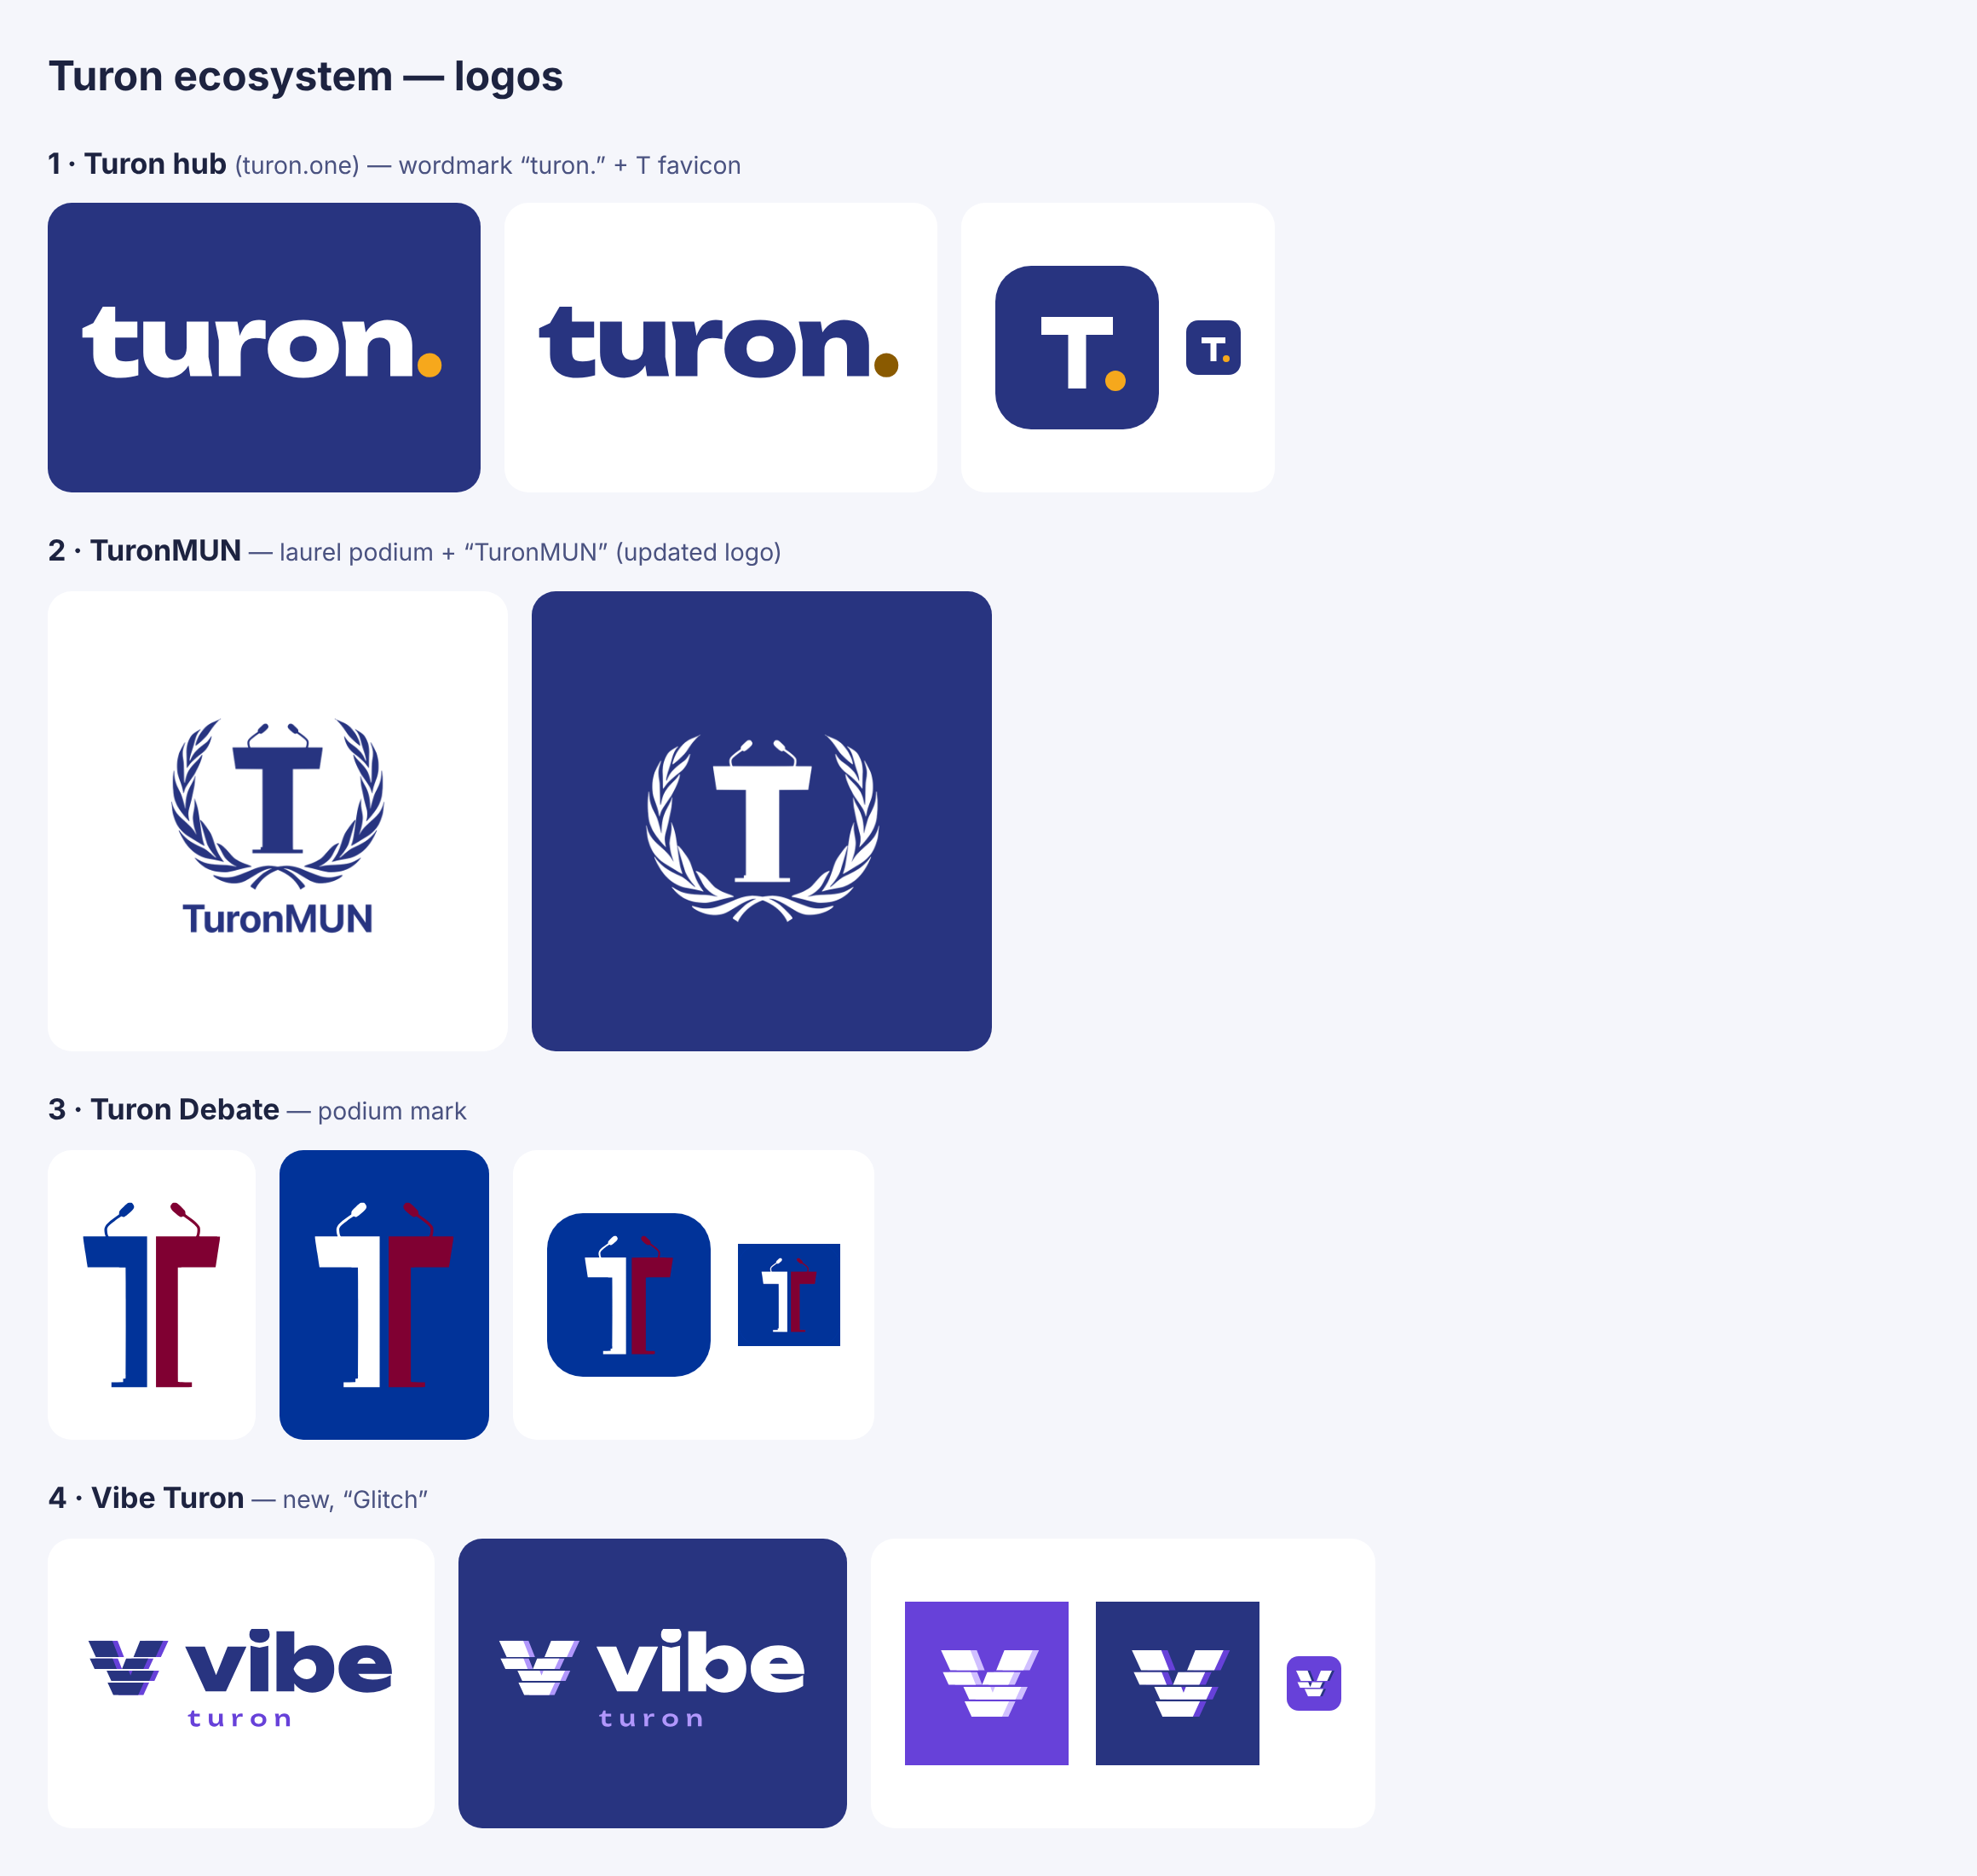 Turon ecosystem — logos
1 · Turon hub (turon.one) — wordmark “turon.” + T favicon
turon.
turon.
T.
T.
2 · TuronMUN — laurel podium + “TuronMUN” (updated logo)
TuronMUN
3 · Turon Debate — podium mark
4 · Vibe Turon — new, “Glitch”
vibe
turon
vibe
turon